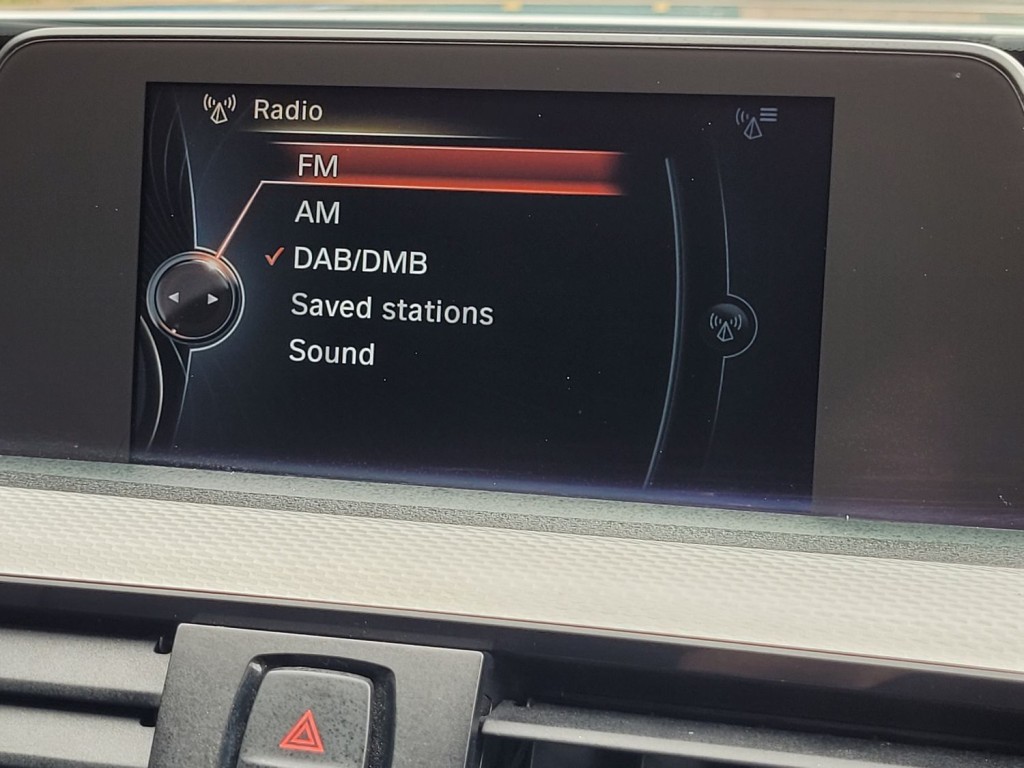 Radio
FM
AM
DAB/DMB
Saved stations
Sound